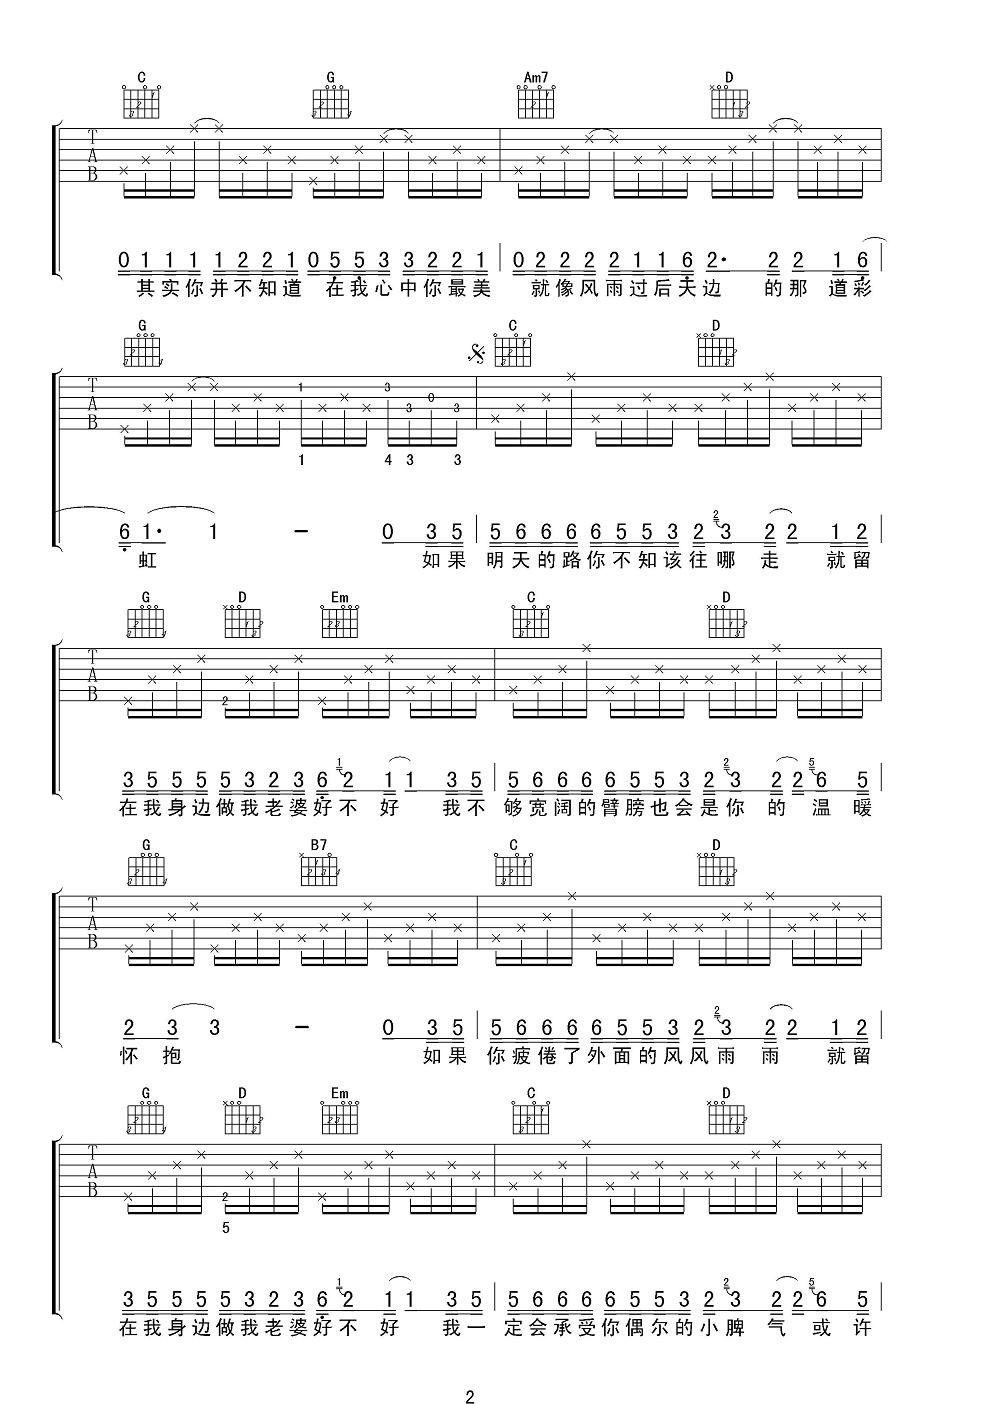 C G Am7 D
T
A
B
0 1 1 1 1 2 2 1 0 5 5 3 3 2 2 1 0 2 2 2 2 1 1 6 2· 2 2 1 6
其实你并不知道 在我心中你最美 就像风雨过后天边 的那 道彩
G C D
T
A
B
1 3 3 0 3
1 4 3 3
6 1· 1 – 0 3 5 5 6 6 6 6 5 5 3 2 2 3 2 2 1 2
虹 如果 明天的路你不知该往哪 走 就留
G D Em C D
T
A
B
2
3 5 5 5 5 3 2 3 6 1 2 1 1 3 5 5 6 6 6 6 5 5 3 2 2 3 2 2 5 6 5
在我身边做我老婆好不 好 我不 够宽阔的臂膀也会是你 的 温 暖
G B7 C D
T
A
B
2 3 3 – 0 3 5 5 6 6 6 6 5 5 3 2 2 3 2 2 1 2
怀 抱 如果 你疲倦了外面的风风雨 雨 就留
G D Em C D
T
A
B
2
5
3 5 5 5 5 3 2 3 6 1 2 1 1 3 5 5 6 6 6 6 5 5 3 2 2 3 2 2 5 6 5
在我身边做我老婆好不 好 我一 定会承受你偶尔的小脾 气 或 许
2